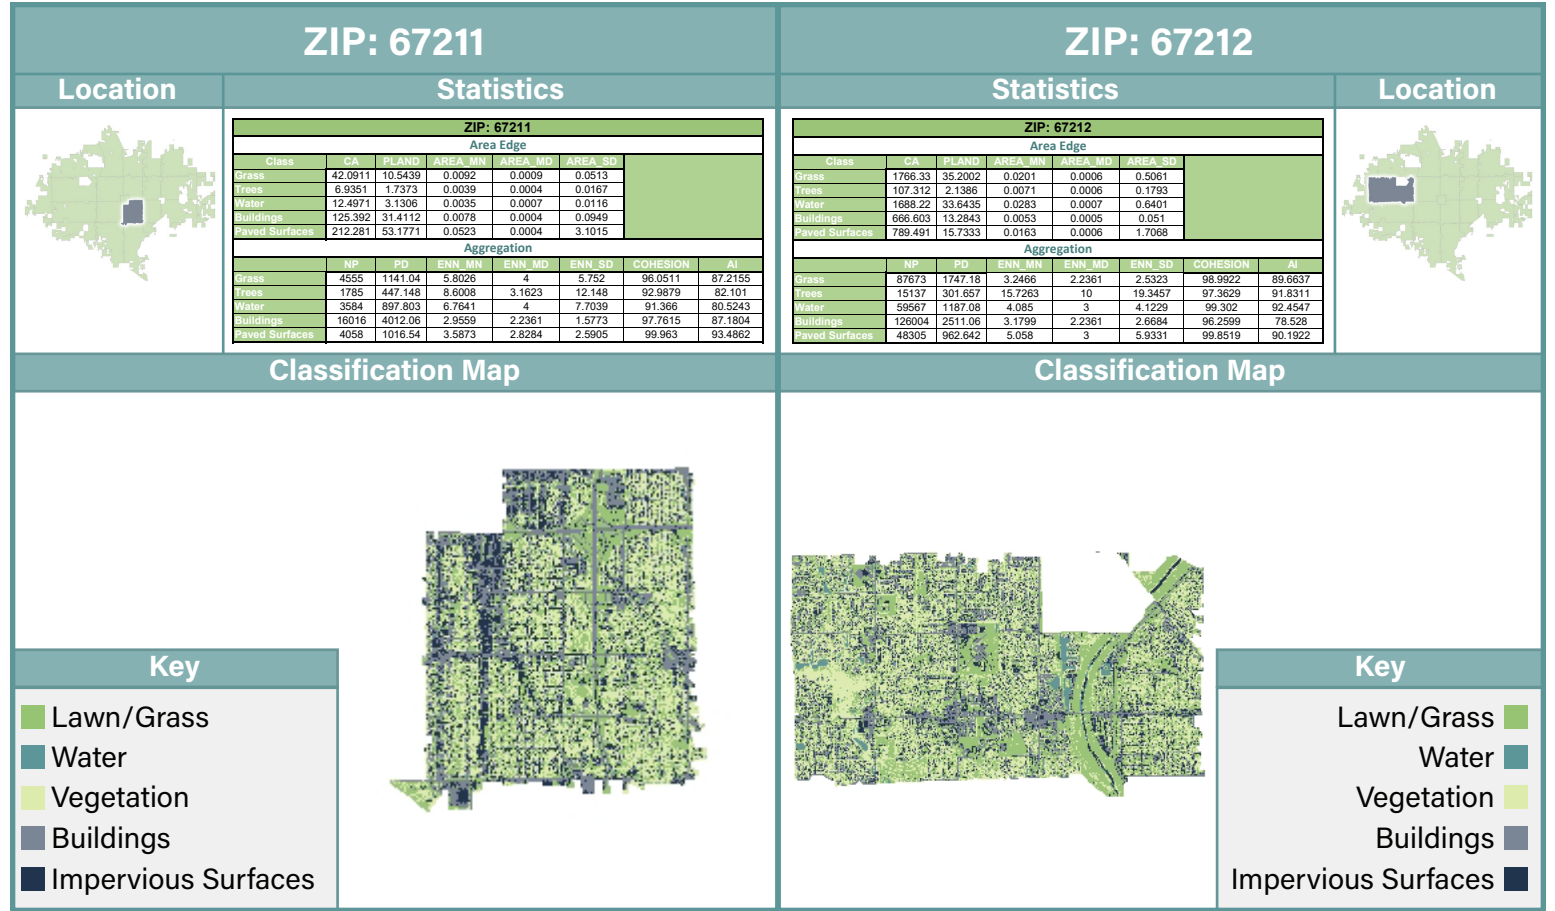 ZIP: 67211
Location
Statistics
ZIP: 67211
Area Edge
Class CA PLAND AREA_MN AREA_MD AREA_SD
Grass 42.0911 10.5439 0.0092 0.0009 0.0513
Trees 6.9351 1.7373 0.0039 0.0004 0.0167
Water 12.4971 3.1306 0.0035 0.0007 0.0116
Buildings 125.392 31.4112 0.0078 0.0004 0.0949
Paved Surfaces 212.281 53.1771 0.0523 0.0004 3.1015
Aggregation
NP PD ENN_MN ENN_MD ENN_SD COHESION AI
Grass 4555 1141.04 5.8026 4 5.752 96.0511 87.2155
Trees 1785 447.148 8.6008 3.1623 12.148 92.9879 82.101
Water 3584 897.803 6.7641 4 7.7039 91.366 80.5243
Buildings 16016 4012.06 2.9559 2.2361 1.5773 97.7615 87.1804
Paved Surfaces 4058 1016.54 3.5873 2.8284 2.5905 99.963 93.4862
Classification Map
Key
Lawn/Grass
Water
Vegetation
Buildings
Impervious Surfaces
ZIP: 67212
Statistics
Location
ZIP: 67212
Area Edge
Class CA PLAND AREA_MN AREA_MD AREA_SD
Grass 1766.33 35.2002 0.0201 0.0006 0.5061
Trees 107.312 2.1386 0.0071 0.0006 0.1793
Water 1688.22 33.6435 0.0283 0.0007 0.6401
Buildings 666.603 13.2843 0.0053 0.0005 0.051
Paved Surfaces 789.491 15.7333 0.0163 0.0006 1.7068
Aggregation
NP PD ENN_MN ENN_MD ENN_SD COHESION AI
Grass 87673 1747.18 3.2466 2.2361 2.5323 98.9922 89.6637
Trees 15137 301.657 15.7263 10 19.3457 97.3629 91.8311
Water 59567 1187.08 4.085 3 4.1229 99.302 92.4547
Buildings 126004 2511.06 3.1799 2.2361 2.6684 96.2599 78.528
Paved Surfaces 48305 962.642 5.058 3 5.9331 99.8519 90.1922
Classification Map
Key
Lawn/Grass
Water
Vegetation
Buildings
Impervious Surfaces